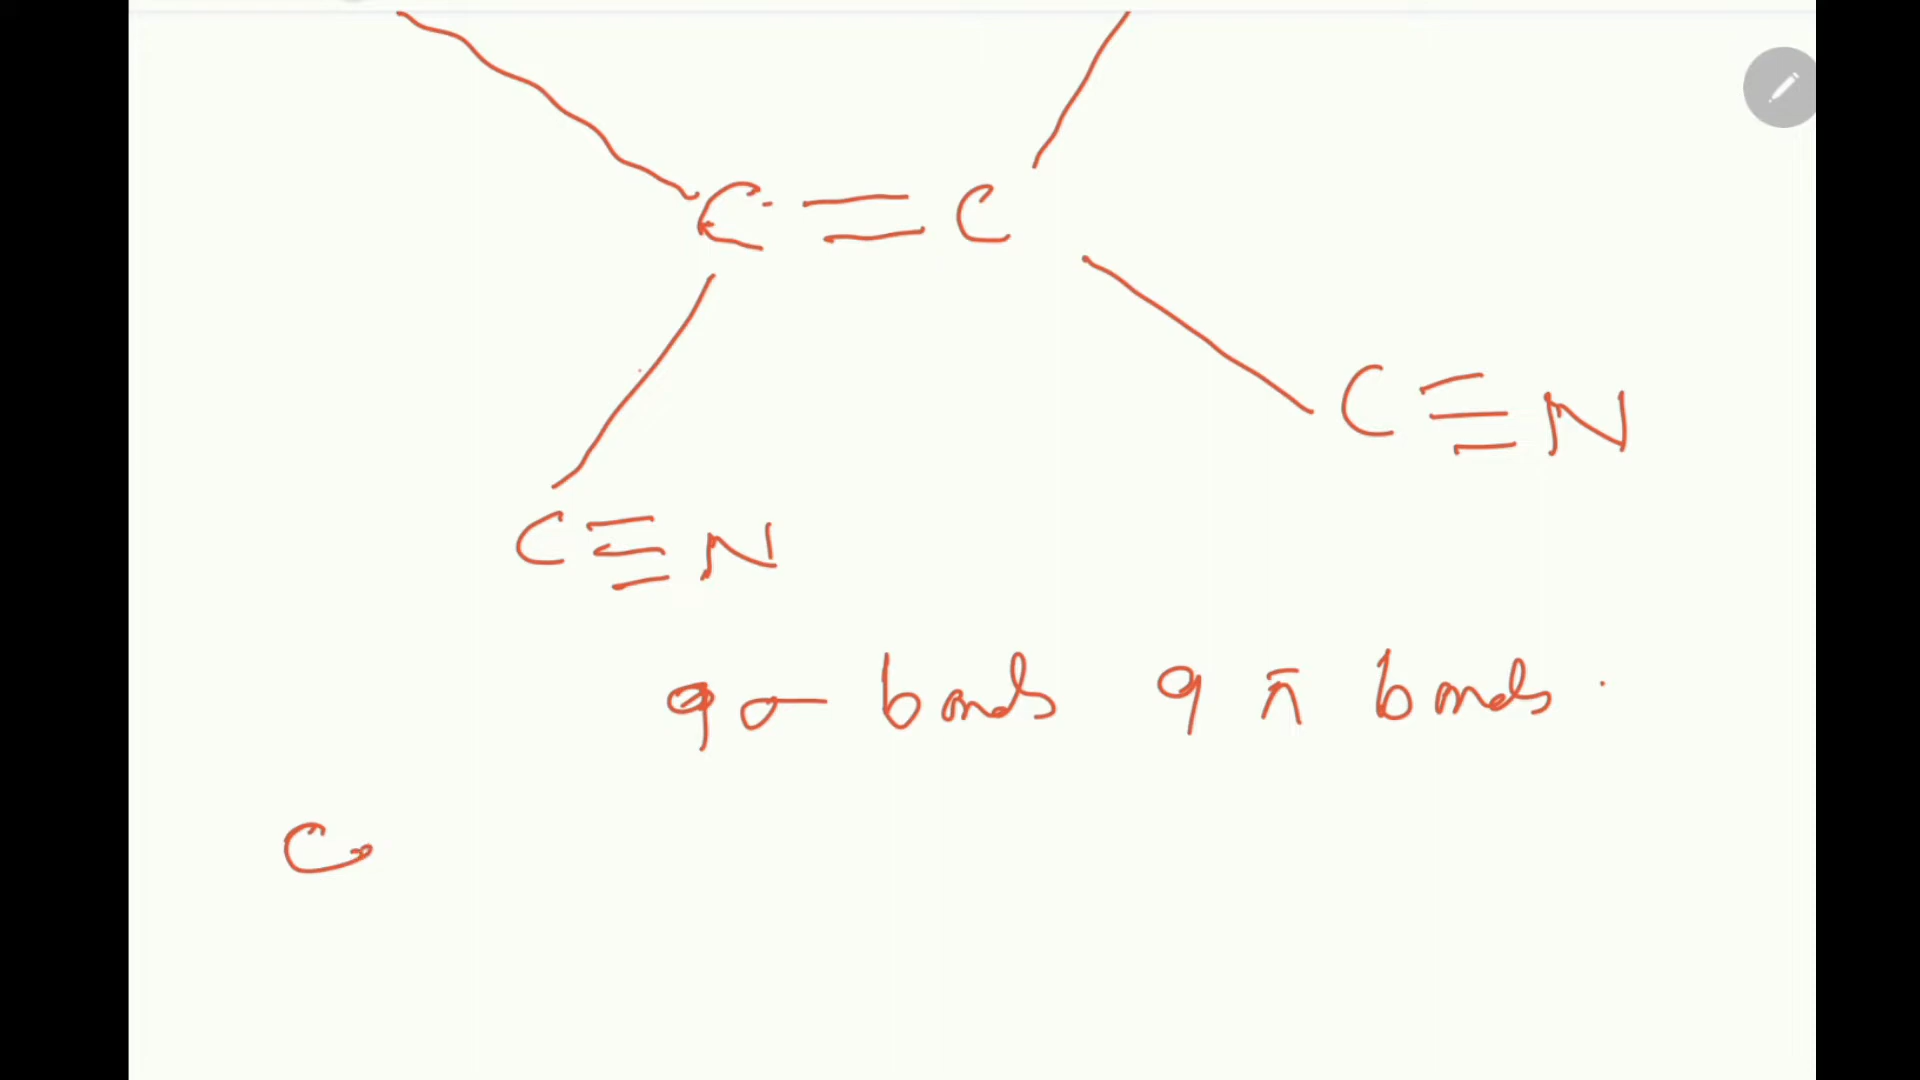 C = C
C ≡ N
C ≡ N
9 σ bonds 9 π bonds .
C